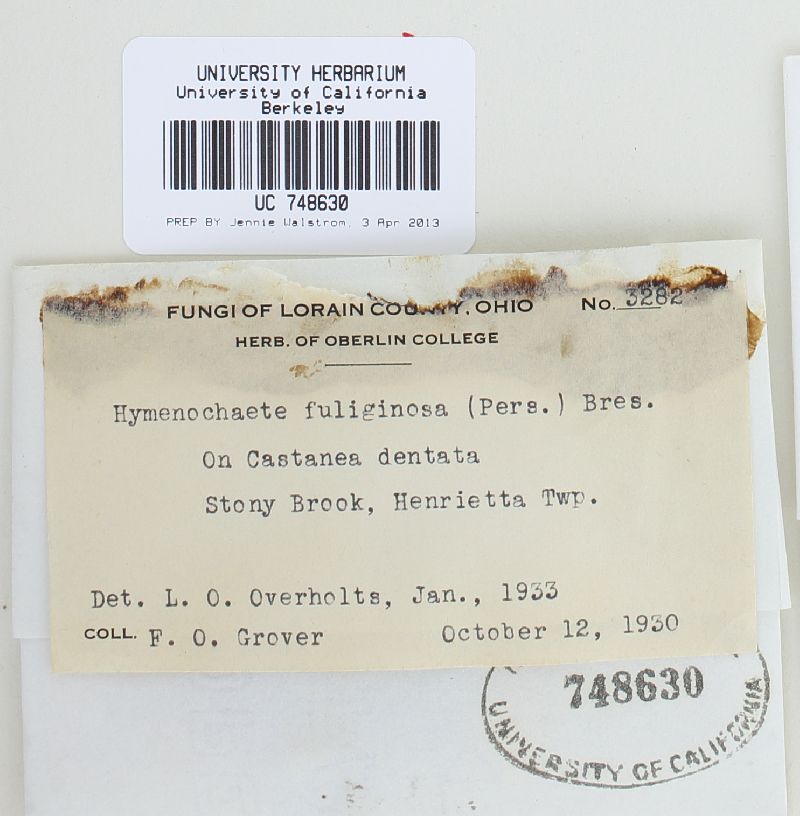 UNIVERSITY HERBARIUM
University of California
Berkeley
UC 748630
PREP BY Jennie Walstrom, 3 Apr 2013
FUNGI OF LORAIN COUNTY, OHIO No. 3282
HERB. OF OBERLIN COLLEGE
Hymenochaete fuliginosa (Pers.) Bres.
On Castanea dentata
Stony Brook, Henrietta Twp.
Det. L. O. Overholts, Jan., 1933
COLL. F. O. Grover October 12, 1930
748630
UNIVERSITY OF CALIFORNIA